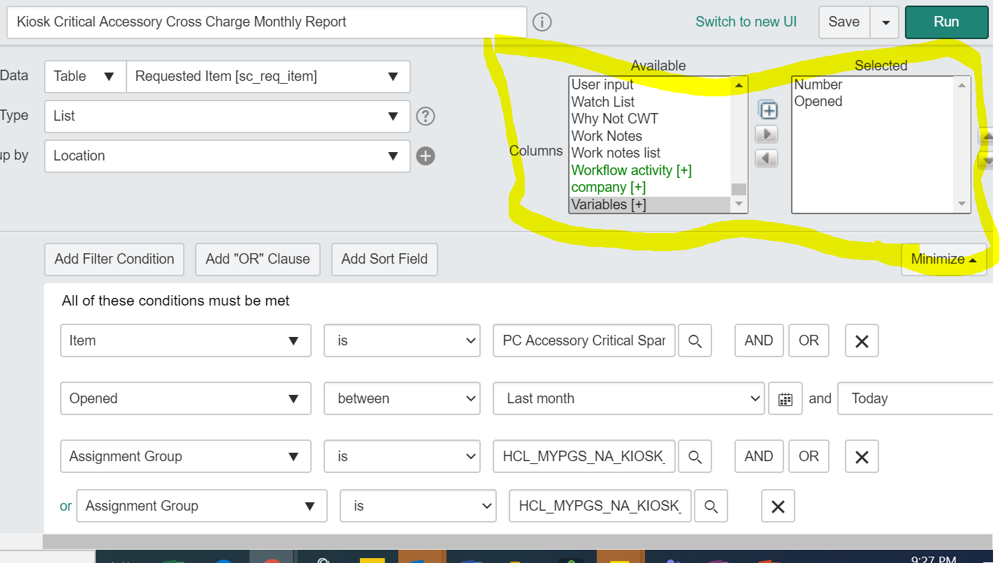 Kiosk Critical Accessory Cross Charge Monthly Report
Switch to new UI
Save
Run
Data
Table
Requested Item [sc_req_item]
Type
List
up by
Location
Columns
Available
User input
Watch List
Why Not CWT
Work Notes
Work notes list
Workflow activity [+]
company [+]
Variables [+]
Selected
Number
Opened
Add Filter Condition
Add "OR" Clause
Add Sort Field
Minimize
All of these conditions must be met
Item is PC Accessory Critical Spar AND OR
Opened between Last month and Today
Assignment Group is HCL_MYPGS_NA_KIOSK_ AND OR
or Assignment Group is HCL_MYPGS_NA_KIOSK_
9:27 PM